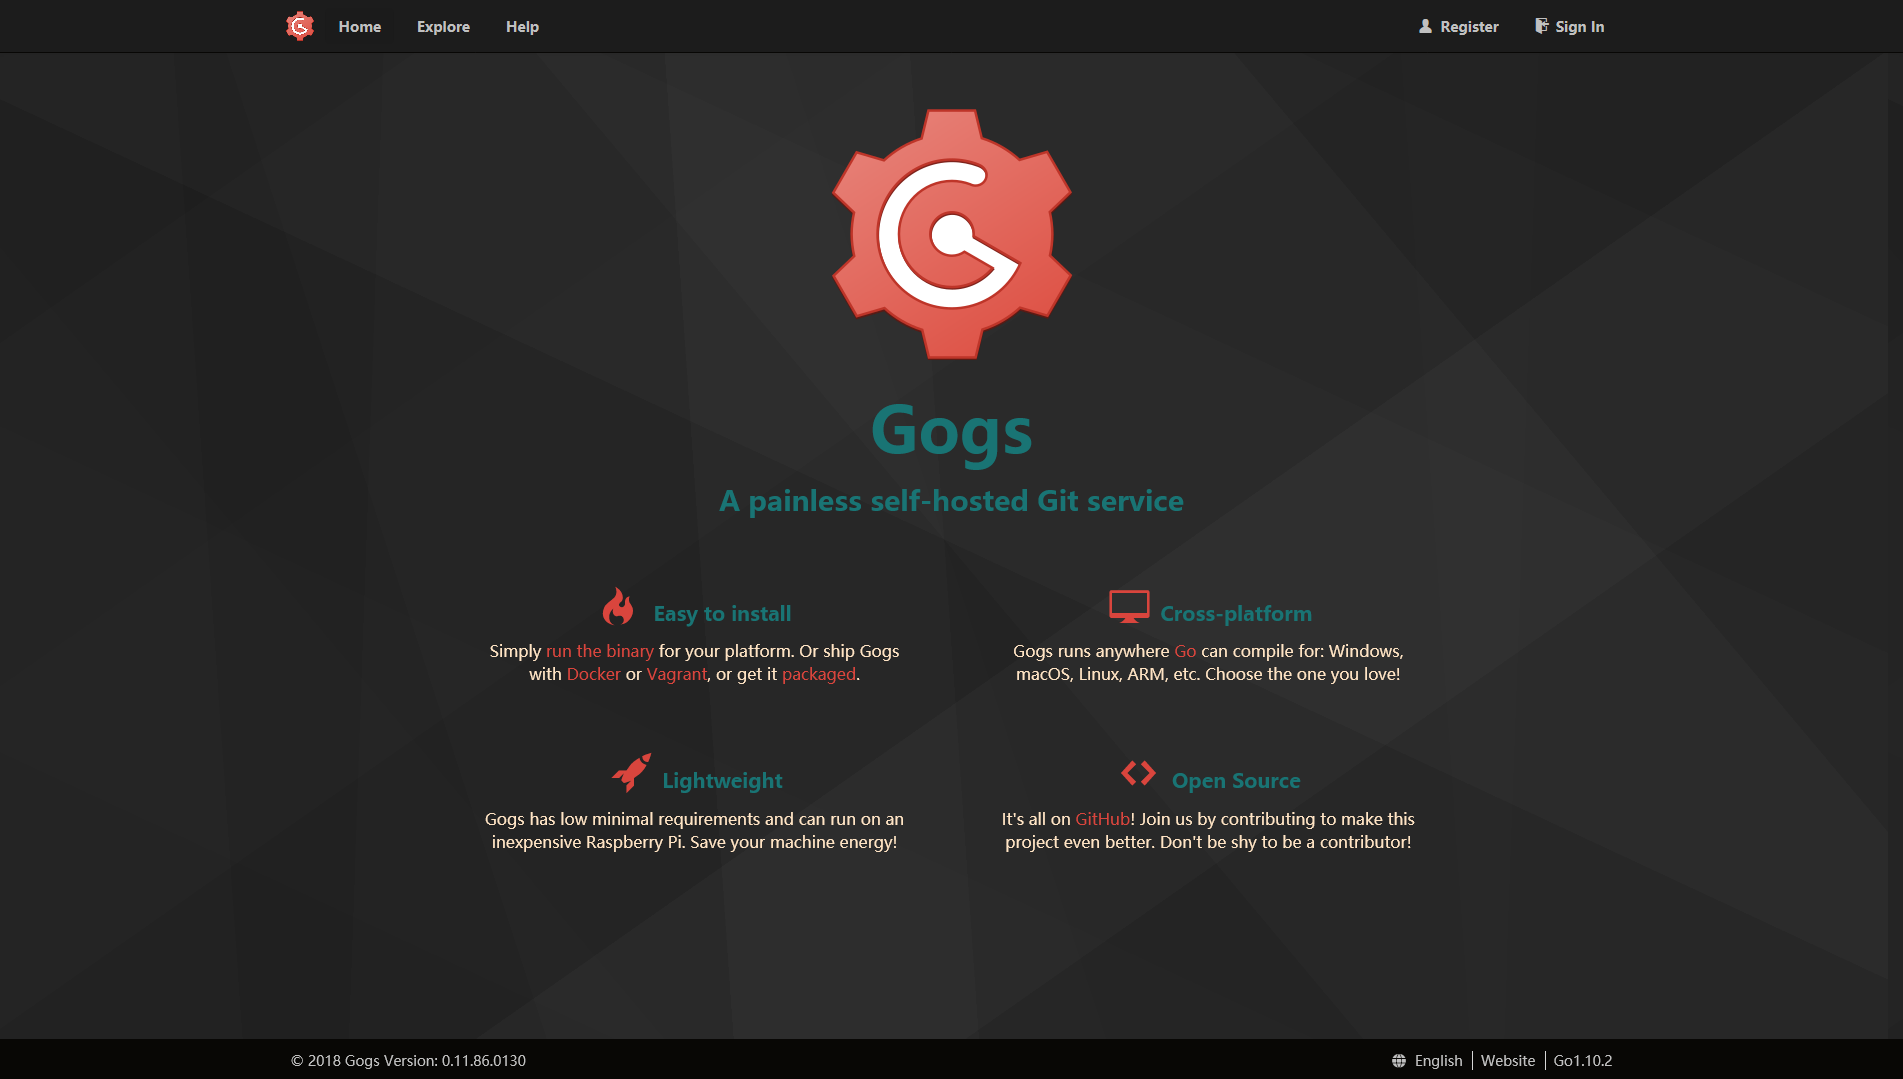 Home Explore Help Register Sign In
Gogs
A painless self-hosted Git service
Easy to install
Simply run the binary for your platform. Or ship Gogs
with Docker or Vagrant, or get it packaged.
Cross-platform
Gogs runs anywhere Go can compile for: Windows,
macOS, Linux, ARM, etc. Choose the one you love!
Lightweight
Gogs has low minimal requirements and can run on an
inexpensive Raspberry Pi. Save your machine energy!
Open Source
It's all on GitHub! Join us by contributing to make this
project even better. Don't be shy to be a contributor!
© 2018 Gogs Version: 0.11.86.0130 English Website Go1.10.2